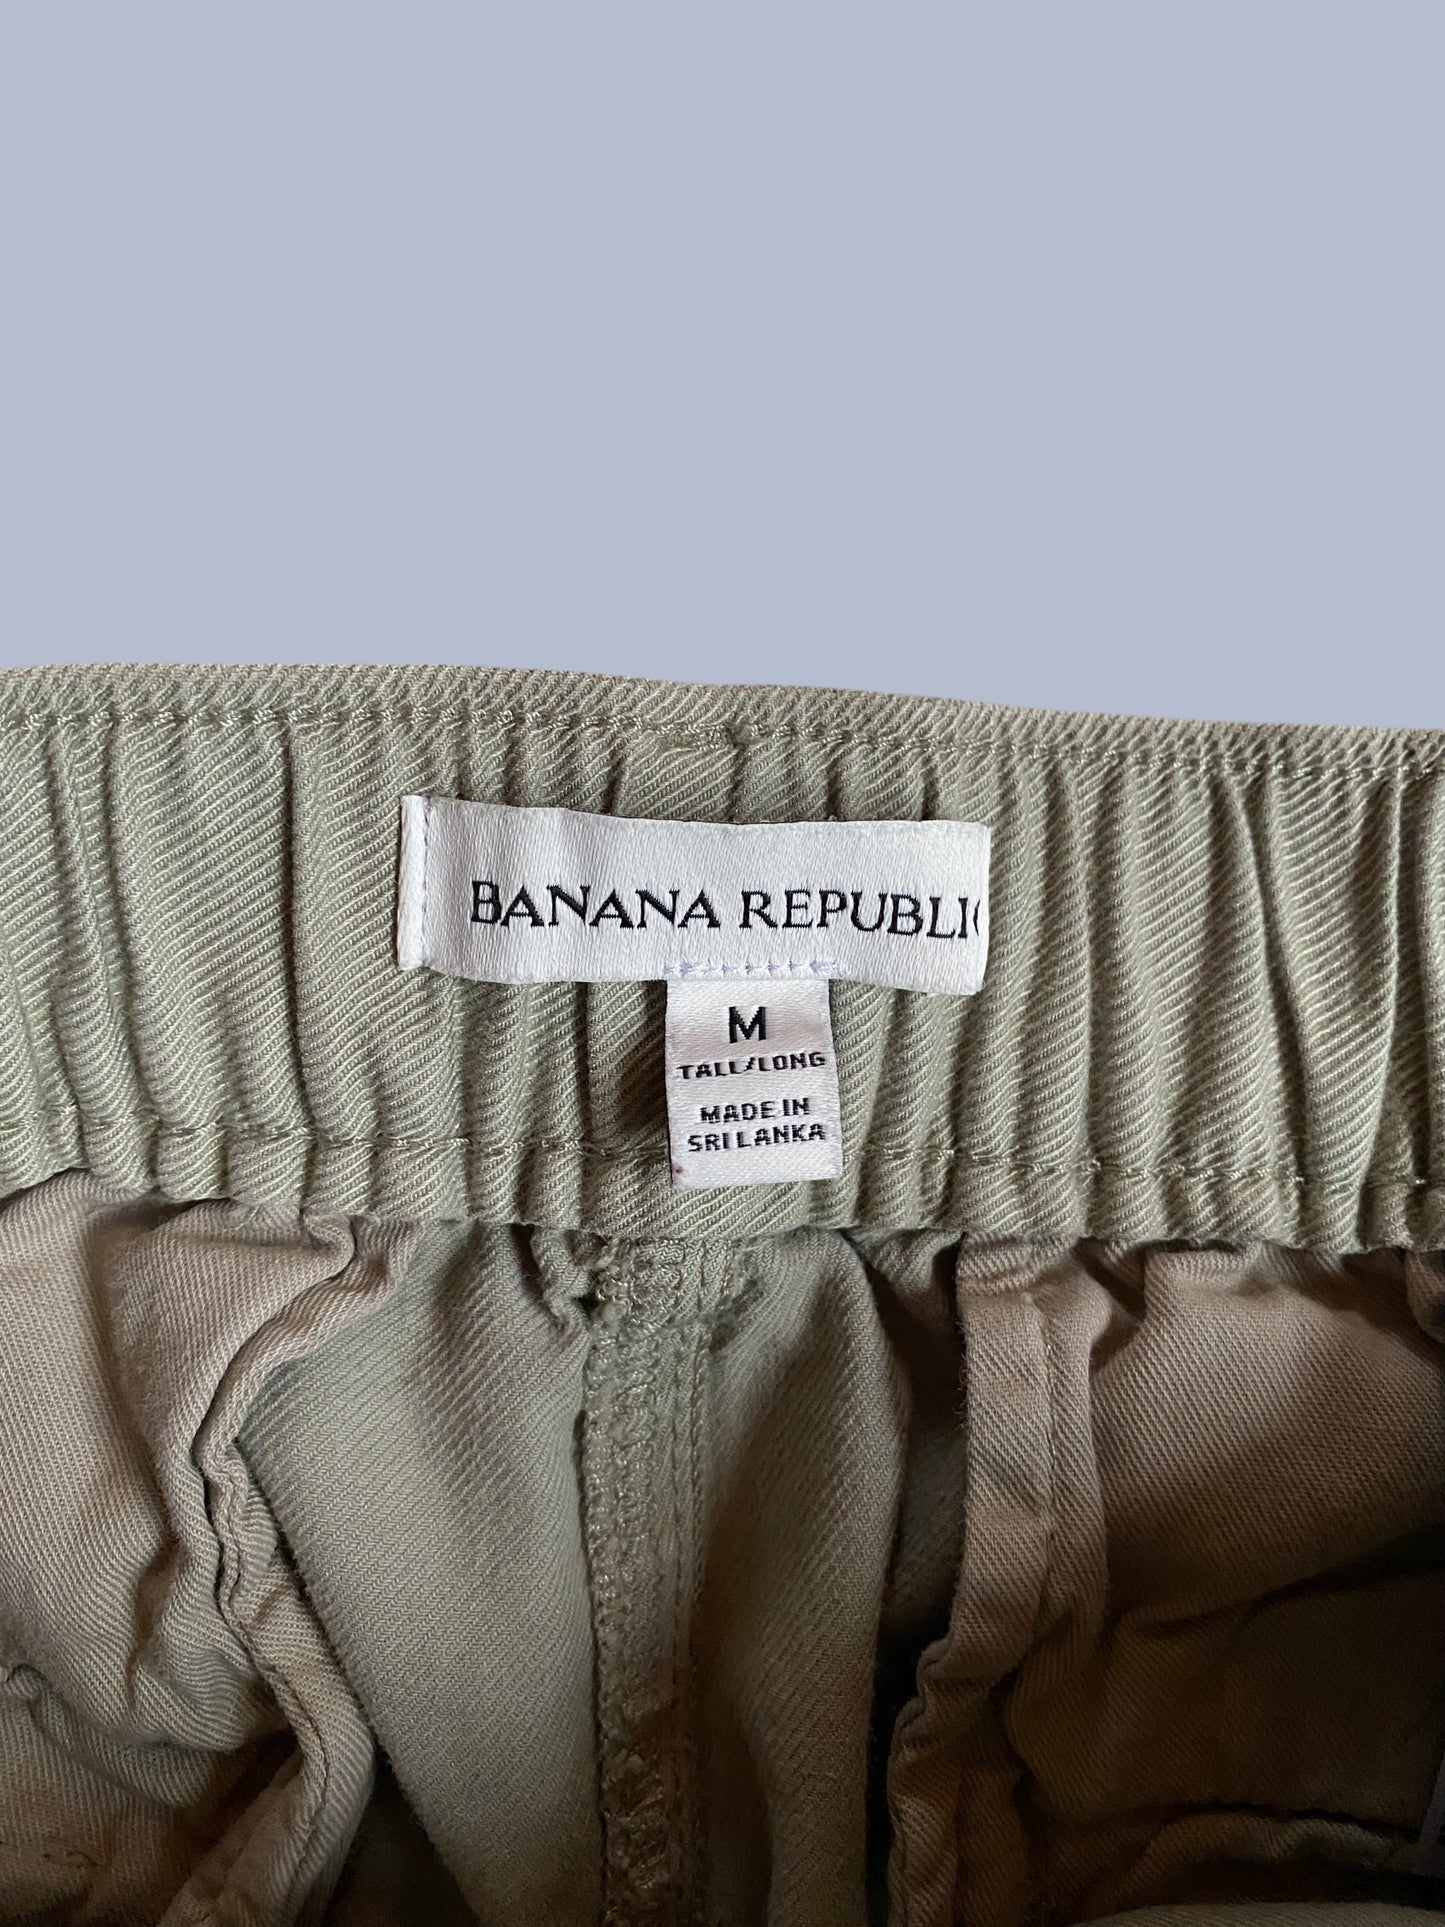 BANANA REPUBLIC
M
TALL/LONG
MADE IN
SRI LANKA